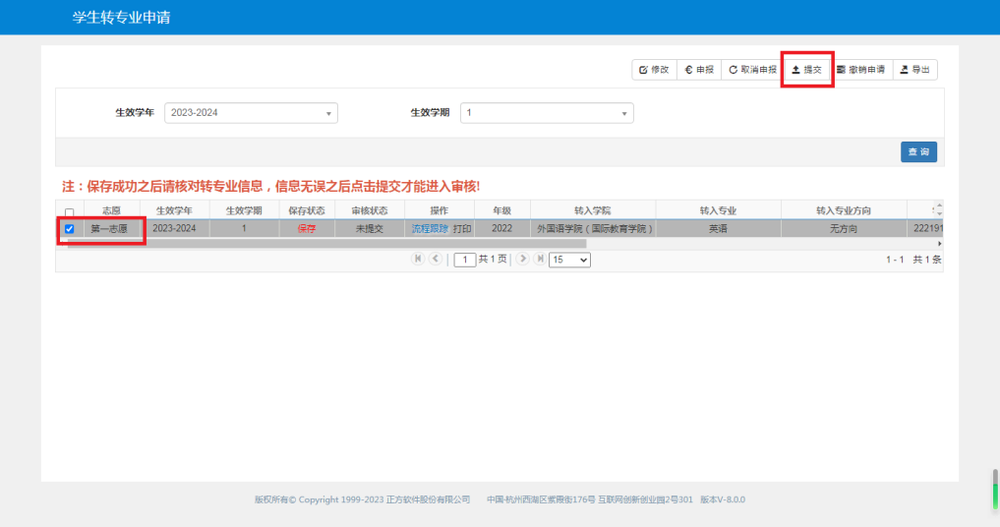 学生转专业申请
修改 申报 取消申报 提交 撤销申请 导出
生效学年 2023-2024 生效学期 1
查 询
注：保存成功之后请核对转专业信息，信息无误之后点击提交才能进入审核!
志愿 生效学年 生效学期 保存状态 审核状态 操作 年级 转入学院 转入专业 转入专业方向
第一志愿 2023-2024 1 保存 未提交 流程跟踪 打印 2022 外国语学院（国际教育学院） 英语 无方向 222191
1 共 1 页 15 1 - 1 共 1 条
版权所有© Copyright 1999-2023 正方软件股份有限公司 中国·杭州西湖区紫霞街176号 互联网创新创业园2号301 版本V-8.0.0